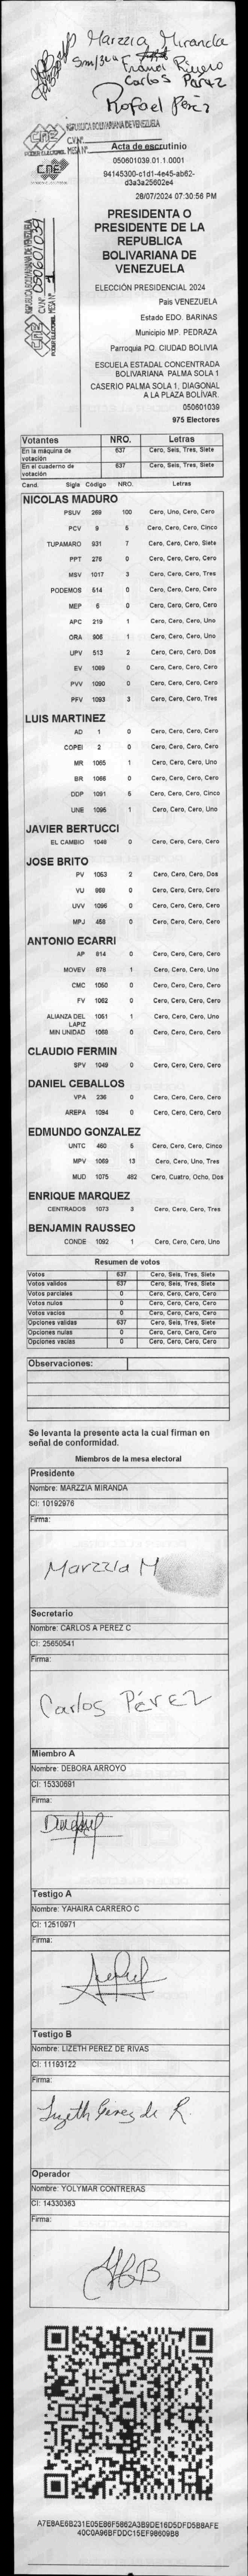 Marzzia Miranda
Carlos Pérez
Rafael Pérez
REPUBLICA BOLIVARIANA DE VENEZUELA
CNE
PODER ELECTORAL
CV Nº 050601039
MESA Nº 1
Acta de escrutinio
050601039.01.1.0001
94145300-c1d1-4e45-ab62-
d3a3a25602e4
28/07/2024 07:30:56 PM
PRESIDENTA O
PRESIDENTE DE LA
REPUBLICA
BOLIVARIANA DE
VENEZUELA
ELECCIÓN PRESIDENCIAL 2024
País VENEZUELA
Estado EDO. BARINAS
Municipio MP. PEDRAZA
Parroquia PQ. CIUDAD BOLIVIA
ESCUELA ESTADAL CONCENTRADA
BOLIVARIANA PALMA SOLA 1
CASERIO PALMA SOLA 1, DIAGONAL
A LA PLAZA BOLÍVAR.
050601039
975 Electores
Votantes NRO. Letras
En la máquina de votación 637 Cero, Seis, Tres, Siete
En el cuaderno de votación 637 Cero, Seis, Tres, Siete
Cand. Sigla Código NRO. Letras
NICOLAS MADURO
PSUV 269 100 Cero, Uno, Cero, Cero
PCV 9 5 Cero, Cero, Cero, Cinco
TUPAMARO 931 7 Cero, Cero, Cero, Siete
PPT 276 0 Cero, Cero, Cero, Cero
MSV 1017 3 Cero, Cero, Cero, Tres
PODEMOS 514 0 Cero, Cero, Cero, Cero
MEP 6 0 Cero, Cero, Cero, Cero
APC 219 1 Cero, Cero, Cero, Uno
ORA 906 1 Cero, Cero, Cero, Uno
UPV 513 2 Cero, Cero, Cero, Dos
EV 1089 0 Cero, Cero, Cero, Cero
PVV 1090 0 Cero, Cero, Cero, Cero
PFV 1093 3 Cero, Cero, Cero, Tres
LUIS MARTINEZ
AD 1 0 Cero, Cero, Cero, Cero
COPEI 2 0 Cero, Cero, Cero, Cero
MR 1065 1 Cero, Cero, Cero, Uno
BR 1066 0 Cero, Cero, Cero, Cero
DDP 1091 5 Cero, Cero, Cero, Cinco
UNE 1095 1 Cero, Cero, Cero, Uno
JAVIER BERTUCCI
EL CAMBIO 1048 0 Cero, Cero, Cero, Cero
JOSE BRITO
PV 1053 2 Cero, Cero, Cero, Dos
VU 868 0 Cero, Cero, Cero, Cero
UVV 1096 0 Cero, Cero, Cero, Cero
MPJ 458 0 Cero, Cero, Cero, Cero
ANTONIO ECARRI
AP 814 0 Cero, Cero, Cero, Cero
MOVEV 878 1 Cero, Cero, Cero, Uno
CMC 1050 0 Cero, Cero, Cero, Cero
FV 1062 0 Cero, Cero, Cero, Cero
ALIANZA DEL LAPIZ 1051 1 Cero, Cero, Cero, Uno
MIN UNIDAD 1068 0 Cero, Cero, Cero, Cero
CLAUDIO FERMIN
SPV 1049 0 Cero, Cero, Cero, Cero
DANIEL CEBALLOS
VPA 236 0 Cero, Cero, Cero, Cero
AREPA 1094 0 Cero, Cero, Cero, Cero
EDMUNDO GONZALEZ
UNTC 460 5 Cero, Cero, Cero, Cinco
MPV 1069 13 Cero, Cero, Uno, Tres
MUD 1075 482 Cero, Cuatro, Ocho, Dos
ENRIQUE MARQUEZ
CENTRADOS 1073 3 Cero, Cero, Cero, Tres
BENJAMIN RAUSSEO
CONDE 1092 1 Cero, Cero, Cero, Uno
Resumen de votos
Votos 637 Cero, Seis, Tres, Siete
Votos validos 637 Cero, Seis, Tres, Siete
Votos parciales 0 Cero, Cero, Cero, Cero
Votos nulos 0 Cero, Cero, Cero, Cero
Votos vacios 0 Cero, Cero, Cero, Cero
Opciones validas 637 Cero, Seis, Tres, Siete
Opciones nulas 0 Cero, Cero, Cero, Cero
Opciones vacias 0 Cero, Cero, Cero, Cero
Observaciones:
Se levanta la presente acta la cual firman en
señal de conformidad.
Miembros de la mesa electoral
Presidente
Nombre: MARZZIA MIRANDA
CI: 10192976
Firma:
Marzzia M
Secretario
Nombre: CARLOS A PEREZ C
CI: 25650541
Firma:
Carlos Pérez
Miembro A
Nombre: DEBORA ARROYO
CI: 15330691
Firma:
Testigo A
Nombre: YAHAIRA CARRERO C
CI: 12510971
Firma:
Testigo B
Nombre: LIZETH PEREZ DE RIVAS
CI: 11193122
Firma:
Lizeth Perez de R.
Operador
Nombre: YOLYMAR CONTRERAS
CI: 14330363
Firma:
A7E8AE6B231E05E86F5862A3B9DE16D5DFD5B8AFE
40C0A96BFDDC15EF98609B8